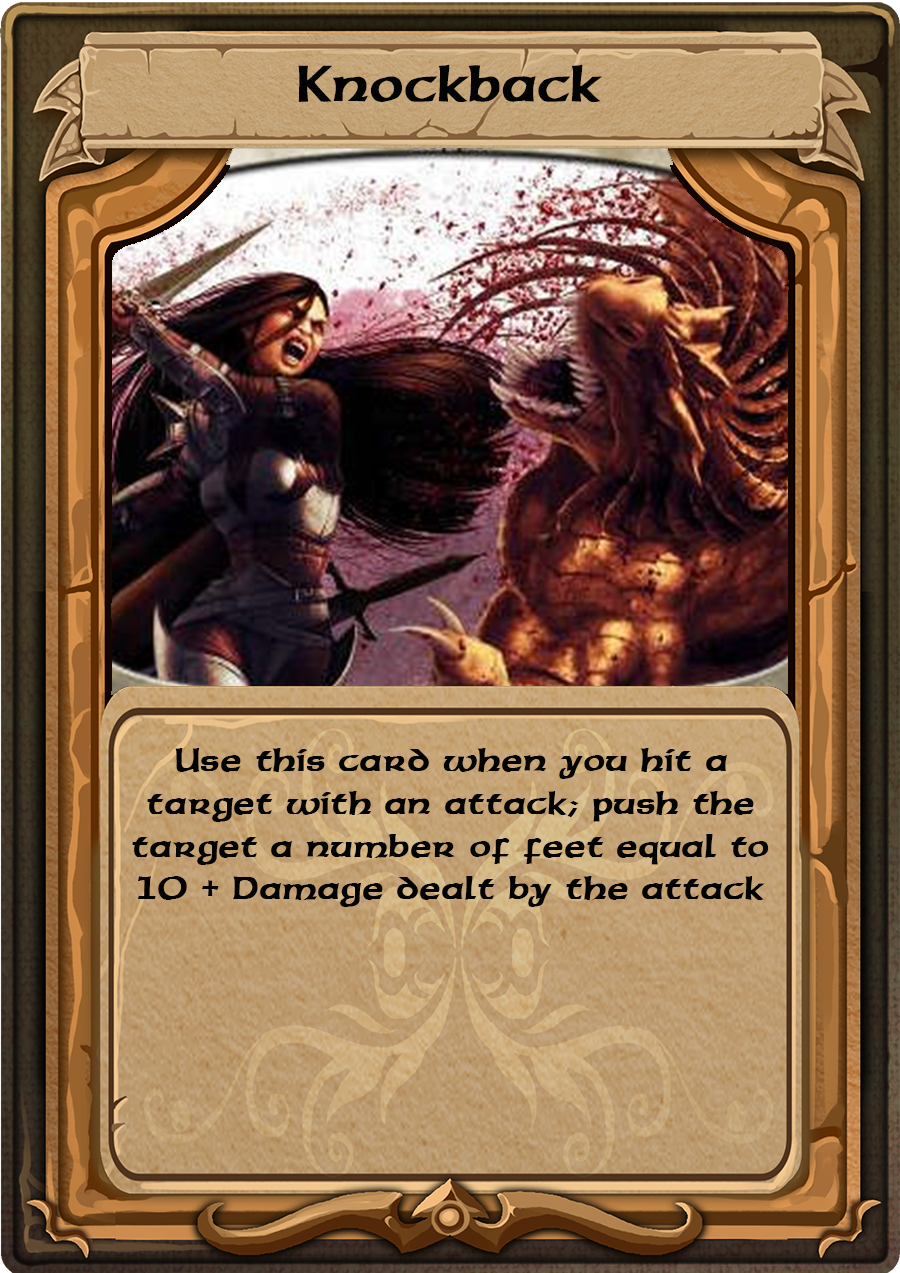 Knockback
Use this card when you hit a
target with an attack; push the
target a number of feet equal to
10 + Damage dealt by the attack